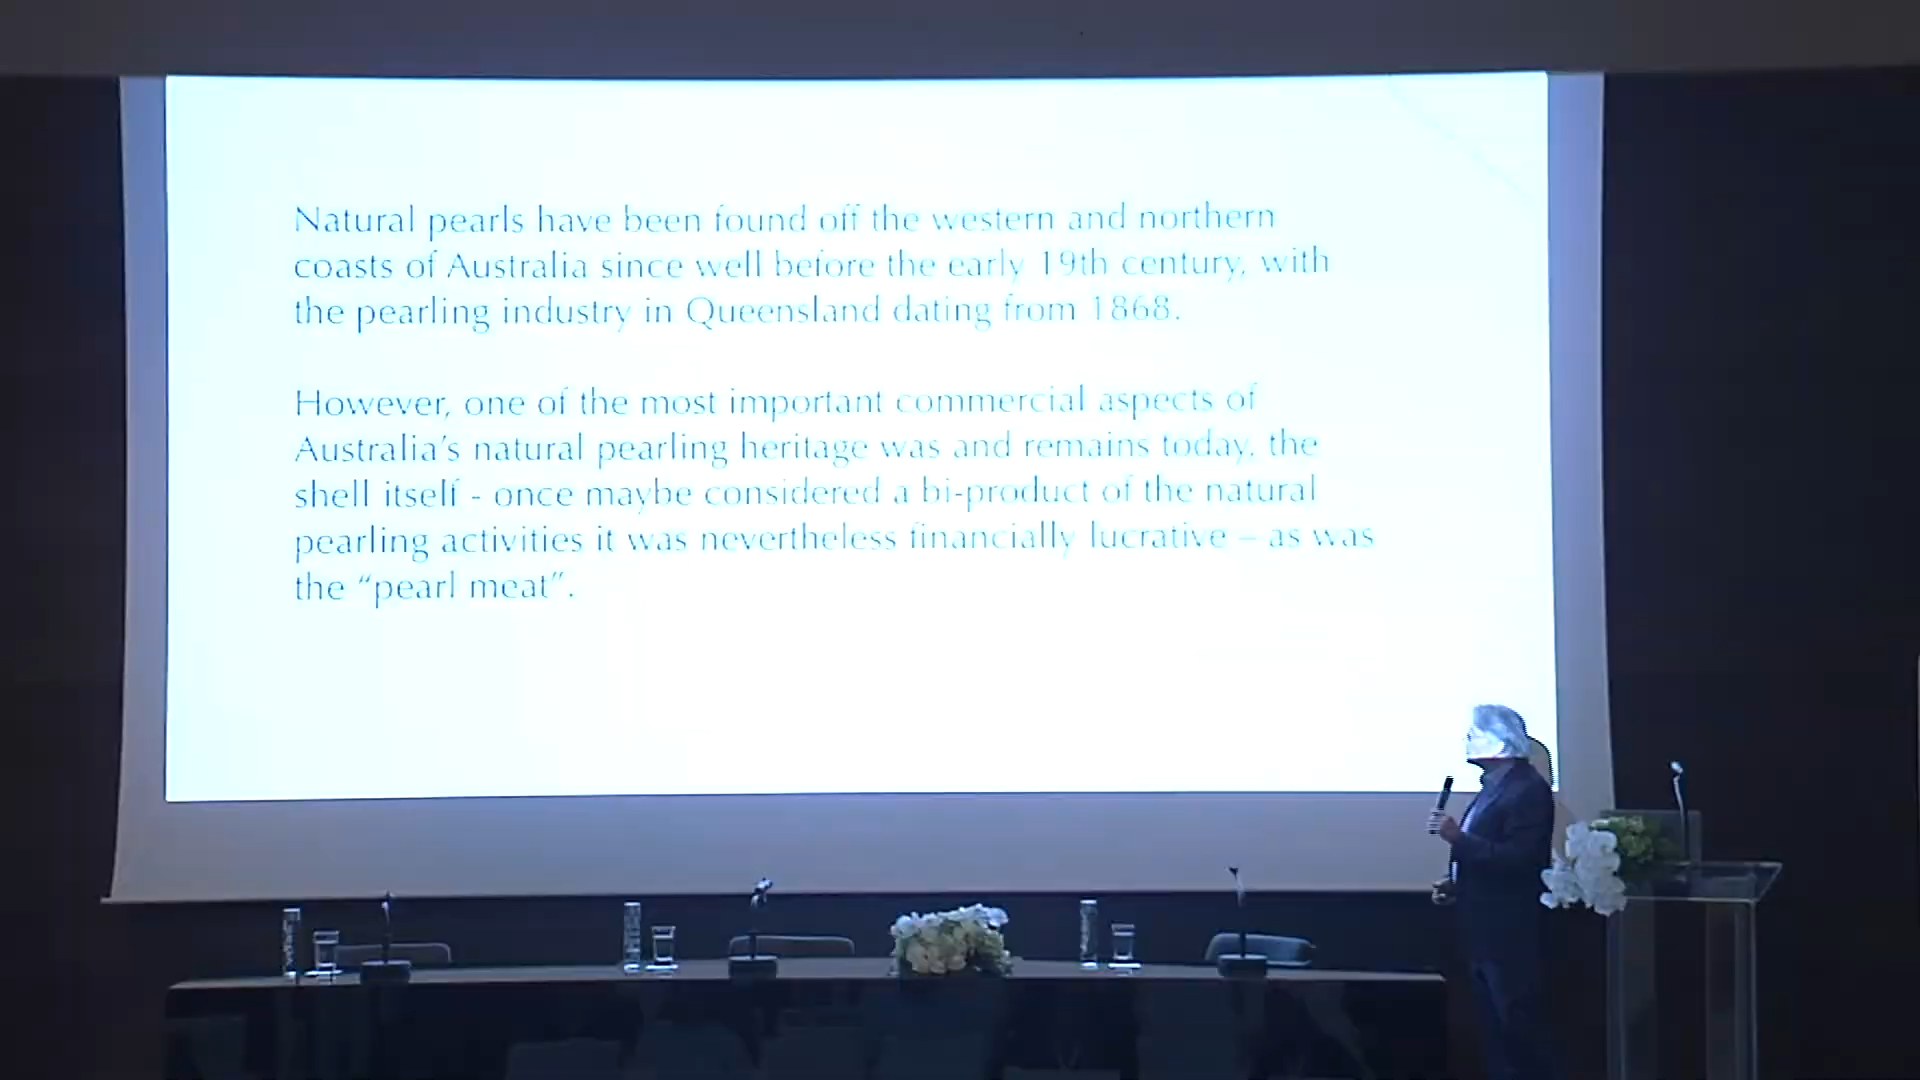 Natural pearls have been found off the western and northern
coasts of Australia since well before the early 19th century, with
the pearling industry in Queensland dating from 1868.
However, one of the most important commercial aspects of
Australia's natural pearling heritage was and remains today, the
shell itself - once maybe considered a bi-product of the natural
pearling activities it was nevertheless financially lucrative – as was
the “pearl meat”.